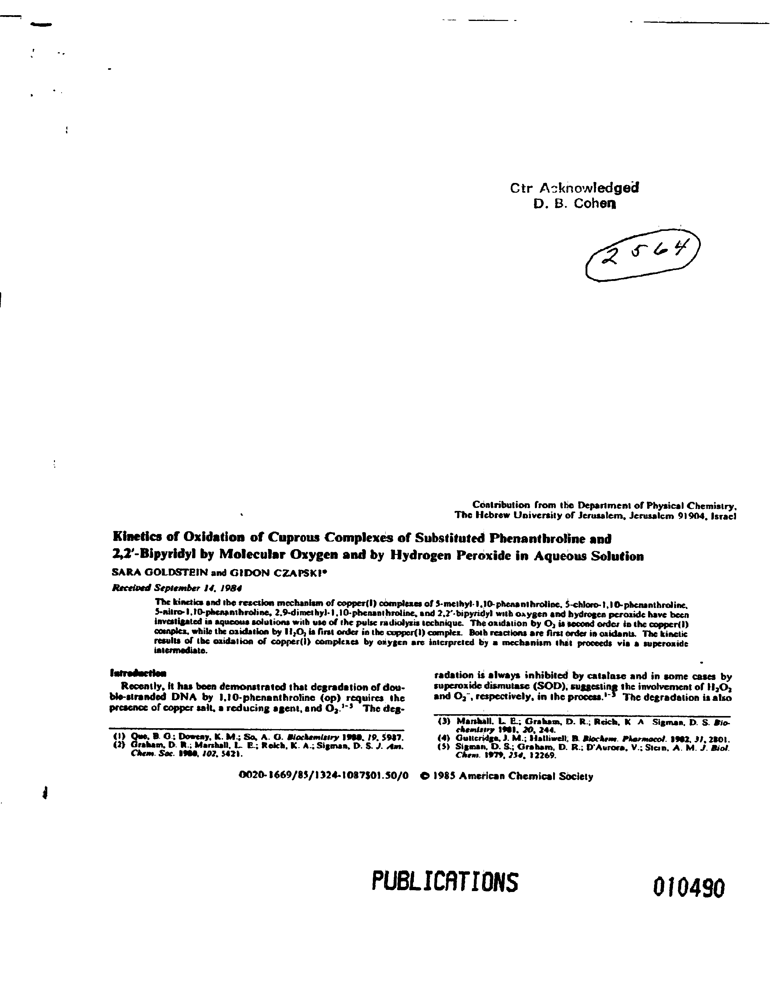 Ctr Acknowledged
D. B. Cohen
2564
Contribution from the Department of Physical Chemistry,
The Hebrew University of Jerusalem, Jerusalem 91904, Israel
Kinetics of Oxidation of Cuprous Complexes of Substituted Phenanthroline and
2,2′-Bipyridyl by Molecular Oxygen and by Hydrogen Peroxide in Aqueous Solution
SARA GOLDSTEIN and GIDON CZAPSKI*
Received September 14, 1984
The kinetics and the reaction mechanism of copper(I) complexes of 5-methyl-1,10-phenanthroline, 5-chloro-1,10-phenanthroline,
5-nitro-1,10-phenanthroline, 2,9-dimethyl-1,10-phenanthroline, and 2,2′-bipyridyl with oxygen and hydrogen peroxide have been
investigated in aqueous solutions with use of the pulse radiolysis technique. The oxidation by O₂ is second order in the copper(I)
complex, while the oxidation by H₂O₂ is first order in the copper(I) complex. Both reactions are first order in oxidants. The kinetic
results of the oxidation of copper(I) complexes by oxygen are interpreted by a mechanism that proceeds via a superoxide
intermediate.
Introduction
Recently, it has been demonstrated that degradation of dou-
ble-stranded DNA by 1,10-phenanthroline (op) requires the
presence of copper salt, a reducing agent, and O₂.¹⁻⁵ The deg-
radation is always inhibited by catalase and in some cases by
superoxide dismutase (SOD), suggesting the involvement of H₂O₂
and O₂⁻, respectively, in the process.¹⁻⁵ The degradation is also
(1) Que, B. G.; Downey, K. M.; So, A. G. Biochemistry 1980, 19, 5987.
(2) Graham, D. R.; Marshall, L. E.; Reich, K. A.; Sigman, D. S. J. Am.
Chem. Soc. 1980, 102, 5421.
(3) Marshall, L. E.; Graham, D. R.; Reich, K. A Sigman, D. S. Bio-
chemistry 1981, 20, 244.
(4) Gutteridge, J. M.; Halliwell, B. Biochem. Pharmacol. 1982, 31, 2801.
(5) Sigman, D. S.; Graham, D. R.; D'Aurora, V.; Stern, A. M. J. Biol.
Chem. 1979, 254, 12269.
0020-1669/85/1324-1087$01.50/0 © 1985 American Chemical Society
PUBLICATIONS
010490